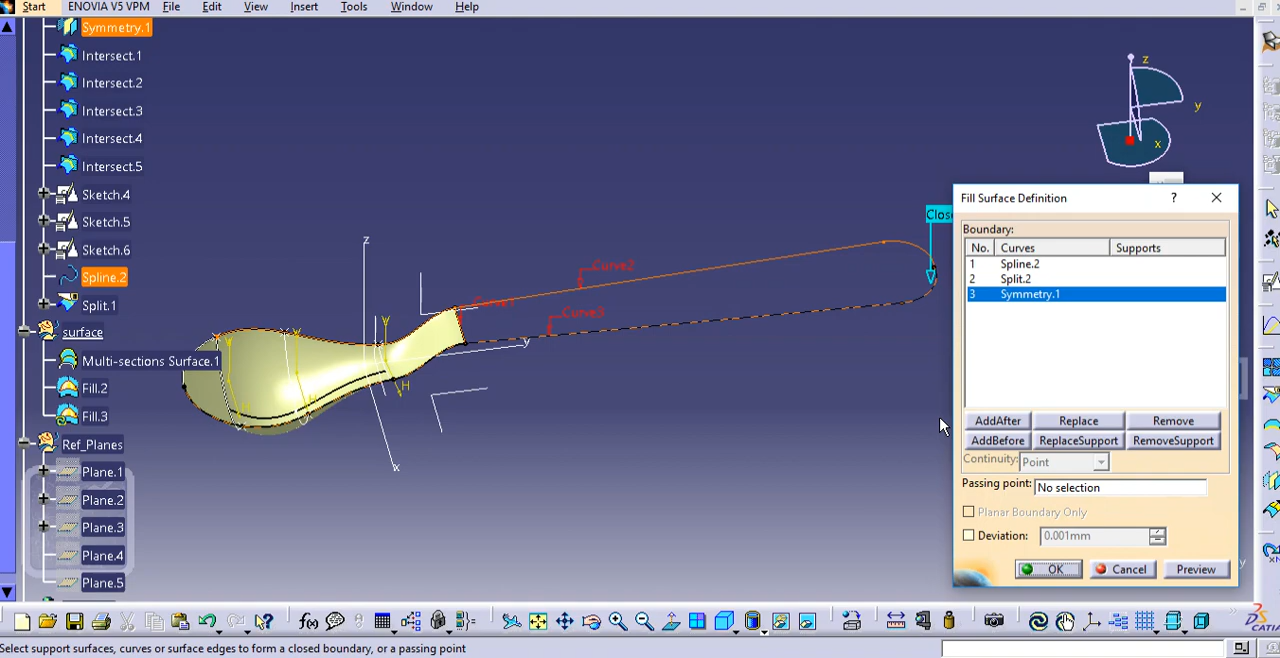 Start ENOVIA V5 VPM File Edit View Insert Tools Window Help
Symmetry.1
Intersect.1
Intersect.2
Intersect.3
Intersect.4
Intersect.5
Sketch.4
Sketch.5
Sketch.6
Spline.2
Split.1
surface
Multi-sections Surface.1
Fill.2
Fill.3
Ref_Planes
Plane.1
Plane.2
Plane.3
Plane.4
Plane.5
z
y
x
z
y
x
Y
Y
Y
H
H
Curve2
Curve3
Clos
Fill Surface Definition ?
Boundary:
No. Curves Supports
1 Spline.2
2 Split.2
3 Symmetry.1
AddAfter Replace Remove
AddBefore ReplaceSupport RemoveSupport
Continuity: Point
Passing point: No selection
Planar Boundary Only
Deviation: 0.001mm
OK Cancel Preview
f(x)
CATIA
Select support surfaces, curves or surface edges to form a closed boundary, or a passing point